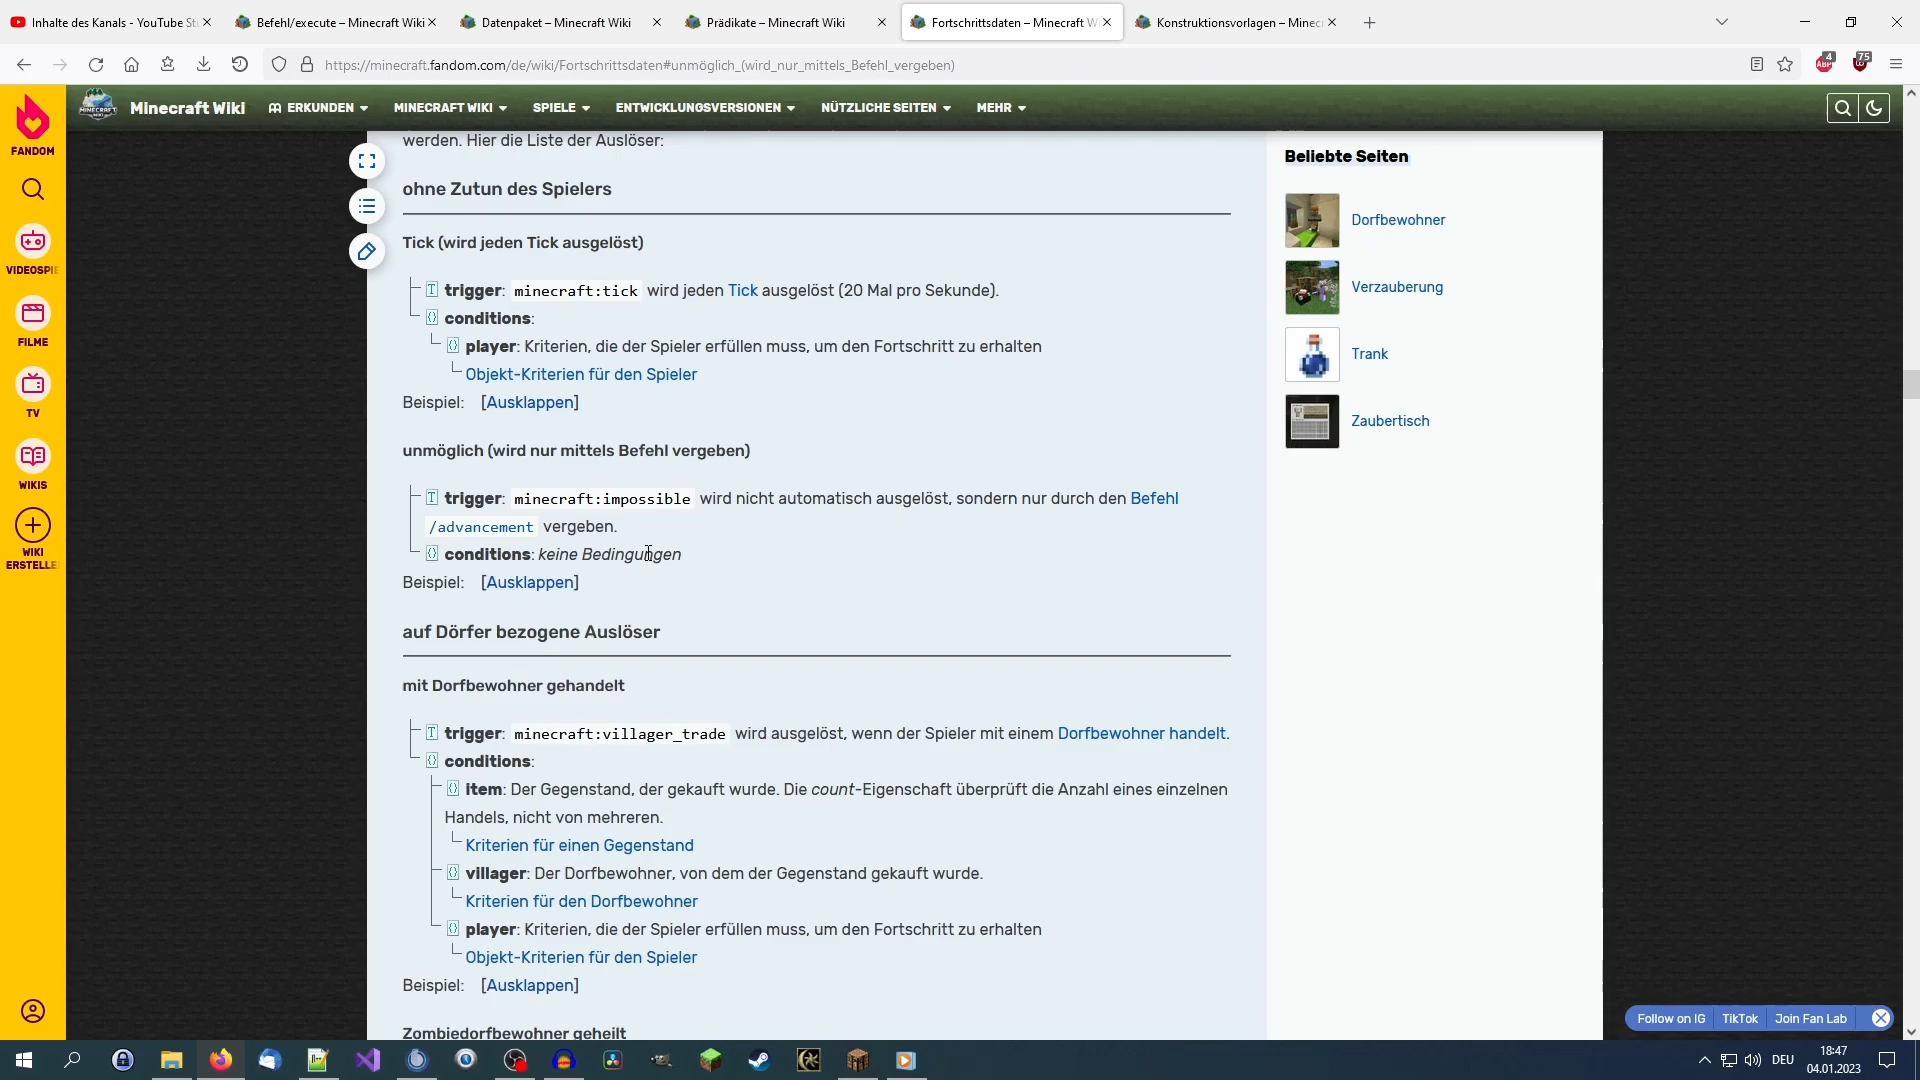 Inhalte des Kanals - YouTube St
Befehl/execute – Minecraft Wiki
Datenpaket – Minecraft Wiki
Prädikate – Minecraft Wiki
Fortschrittsdaten – Minecraft W
Konstruktionsvorlagen – Minec
https://minecraft.fandom.com/de/wiki/Fortschrittsdaten#unmöglich_(wird_nur_mittels_Befehl_vergeben)
4
75
FANDOM
VIDEOSPIE
FILME
TV
WIKIS
WIKI
ERSTELLE
Minecraft Wiki
ERKUNDEN
MINECRAFT WIKI
SPIELE
ENTWICKLUNGSVERSIONEN
NÜTZLICHE SEITEN
MEHR
werden. Hier die Liste der Auslöser:
ohne Zutun des Spielers
Tick (wird jeden Tick ausgelöst)
trigger: minecraft:tick wird jeden Tick ausgelöst (20 Mal pro Sekunde).
conditions:
player: Kriterien, die der Spieler erfüllen muss, um den Fortschritt zu erhalten
Objekt-Kriterien für den Spieler
Beispiel: [Ausklappen]
unmöglich (wird nur mittels Befehl vergeben)
trigger: minecraft:impossible wird nicht automatisch ausgelöst, sondern nur durch den Befehl
/advancement vergeben.
conditions: keine Bedingungen
Beispiel: [Ausklappen]
auf Dörfer bezogene Auslöser
mit Dorfbewohner gehandelt
trigger: minecraft:villager_trade wird ausgelöst, wenn der Spieler mit einem Dorfbewohner handelt.
conditions:
item: Der Gegenstand, der gekauft wurde. Die count-Eigenschaft überprüft die Anzahl eines einzelnen
Handels, nicht von mehreren.
Kriterien für einen Gegenstand
villager: Der Dorfbewohner, von dem der Gegenstand gekauft wurde.
Kriterien für den Dorfbewohner
player: Kriterien, die der Spieler erfüllen muss, um den Fortschritt zu erhalten
Objekt-Kriterien für den Spieler
Beispiel: [Ausklappen]
Zombiedorfbewohner geheilt
Beliebte Seiten
Dorfbewohner
Verzauberung
Trank
Zaubertisch
Follow on IG
TikTok
Join Fan Lab
DEU
18:47
04.01.2023